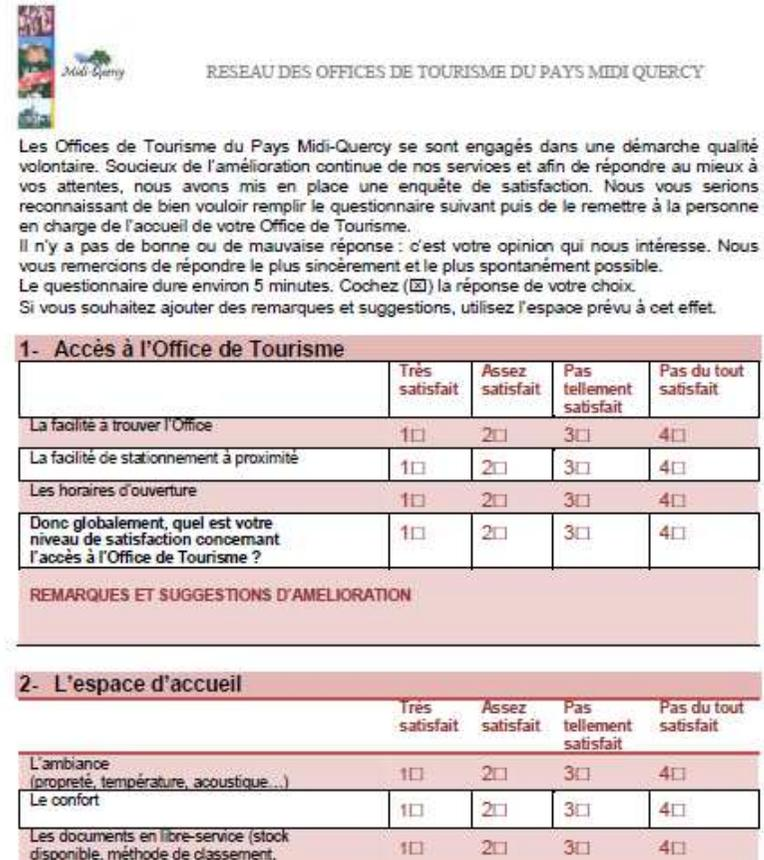 Midi-Quercy
RESEAU DES OFFICES DE TOURISME DU PAYS MIDI QUERCY
Les Offices de Tourisme du Pays Midi-Quercy se sont engagés dans une démarche qualité
volontaire. Soucieux de l'amélioration continue de nos services et afin de répondre au mieux à
vos attentes, nous avons mis en place une enquête de satisfaction. Nous vous serions
reconnaissant de bien vouloir remplir le questionnaire suivant puis de le remettre à la personne
en charge de l'accueil de votre Office de Tourisme.
Il n'y a pas de bonne ou de mauvaise réponse : c'est votre opinion qui nous intéresse. Nous
vous remercions de répondre le plus sincèrement et le plus spontanément possible.
Le questionnaire dure environ 5 minutes. Cochez (☒) la réponse de votre choix.
Si vous souhaitez ajouter des remarques et suggestions, utilisez l'espace prévu à cet effet.
1- Accès à l'Office de Tourisme
Très satisfait Assez satisfait Pas tellement satisfait Pas du tout satisfait
La facilité à trouver l'Office 1☐ 2☐ 3☐ 4☐
La facilité de stationnement à proximité 1☐ 2☐ 3☐ 4☐
Les horaires d'ouverture 1☐ 2☐ 3☐ 4☐
Donc globalement, quel est votre
niveau de satisfaction concernant
l'accès à l'Office de Tourisme ? 1☐ 2☐ 3☐ 4☐
REMARQUES ET SUGGESTIONS D'AMELIORATION
2- L'espace d'accueil
Très satisfait Assez satisfait Pas tellement satisfait Pas du tout satisfait
L'ambiance
(propreté, température, acoustique...) 1☐ 2☐ 3☐ 4☐
Le confort 1☐ 2☐ 3☐ 4☐
Les documents en libre-service (stock
disponible, méthode de classement, 1☐ 2☐ 3☐ 4☐